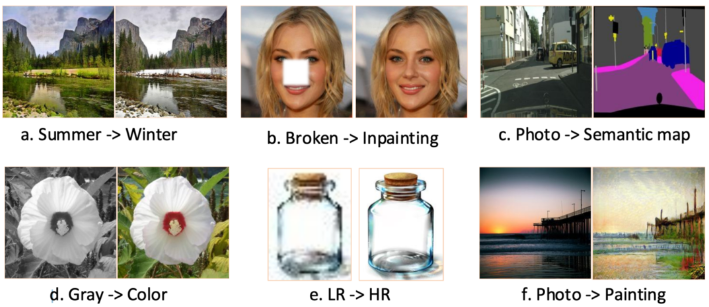 a. Summer -> Winter
b. Broken -> Inpainting
c. Photo -> Semantic map
d. Gray -> Color
e. LR -> HR
f. Photo -> Painting